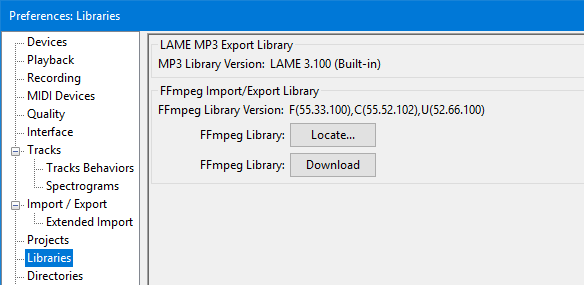 Preferences: Libraries
Devices
Playback
Recording
MIDI Devices
Quality
Interface
Tracks
Tracks Behaviors
Spectrograms
Import / Export
Extended Import
Projects
Libraries
Directories
LAME MP3 Export Library
MP3 Library Version: LAME 3.100 (Built-in)
FFmpeg Import/Export Library
FFmpeg Library Version: F(55.33.100),C(55.52.102),U(52.66.100)
FFmpeg Library: Locate...
FFmpeg Library: Download